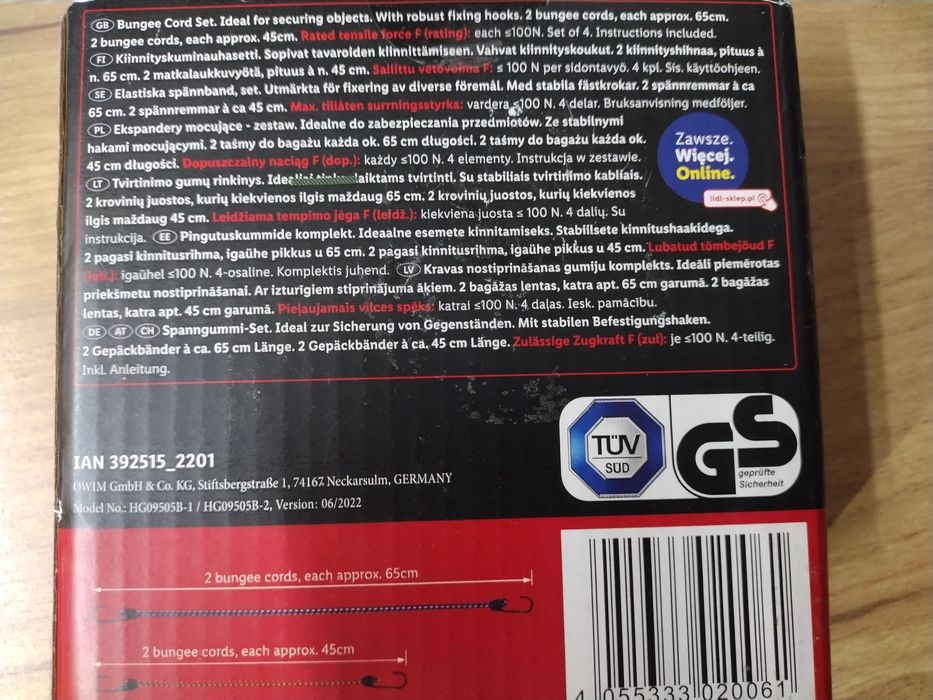 GB Bungee Cord Set. Ideal for securing objects. With robust fixing hooks. 2 bungee cords, each approx. 65cm.
2 bungee cords, each approx. 45cm. Rated tensile force F (rating): each ≤100N. Set of 4. Instructions included.
FI Kiinnityskuminauhasetti. Sopivat tavaroiden kiinnittämiseen. Vahvat kiinnityskoukut. 2 kiinnityshihnaa, pituus à
n. 65 cm. 2 matkalaukkuvyötä, pituus à n. 45 cm. Sallittu vetovoima F: ≤ 100 N per sidontavyö. 4 kpl. Sis. käyttöohjeen.
SE Elastiska spännband, set. Utmärkta för fixering av diverse föremål. Med stabila fästkrokar. 2 spännremmar à ca
65 cm. 2 spännremmar à ca 45 cm. Max. tillåten surrningsstyrka: vardera ≤100 N. 4 delar. Bruksanvisning medföljer.
PL Ekspandery mocujące - zestaw. Idealne do zabezpieczania przedmiotów. Ze stabilnymi
hakami mocującymi. 2 taśmy do bagażu każda ok. 65 cm długości. 2 taśmy do bagażu każda ok.
45 cm długości. Dopuszczalny naciąg F (dop.): każdy ≤100 N. 4 elementy. Instrukcja w zestawie.
LT Tvirtinimo gumų rinkinys. daiktams tvirtinti. Su stabiliais tvirtinimo kabliais.
2 krovinių juostos, kurių kiekvienos ilgis maždaug 65 cm. 2 krovinių juostos, kurių kiekvienos
ilgis maždaug 45 cm. Leidžiama tempimo jėga F (leidž.): kiekviena juosta ≤ 100 N. 4 dalių. Su
instrukcija. EE Pingutuskummide komplekt. Ideaalne esemete kinnitamiseks. Stabiilsete kinnitushaakidega.
2 pagasi kinnitusrihma, igaühe pikkus u 65 cm. 2 pagasi kinnitusrihma, igaühe pikkus u 45 cm. Lubatud tõmbejõud F
(lub.): igaühel ≤100 N. 4-osaline. Komplektis juhend. LV Kravas nostiprināšanas gumiju komplekts. Ideāli piemērotas
priekšmetu nostiprināšanai. Ar izturīgiem stiprinājuma āķiem. 2 bagāžas lentas, katra apt. 65 cm garumā. 2 bagāžas
lentas, katra apt. 45 cm garumā. Pieļaujamais vilces spēks: katrai ≤100 N. 4 daļas. Iesk. pamācību.
DE AT CH Spanngummi-Set. Ideal zur Sicherung von Gegenständen. Mit stabilen Befestigungshaken.
2 Gepäckbänder à ca. 65 cm Länge. 2 Gepäckbänder à ca. 45 cm Länge. Zulässige Zugkraft F (zul): je ≤100 N. 4-teilig.
Inkl. Anleitung.
Zawsze.
Więcej.
Online.
lidl-sklep.pl
TÜV
SÜD
GS
geprüfte
Sicherheit
IAN 392515_2201
OWIM GmbH & Co. KG, Stiftsbergstraße 1, 74167 Neckarsulm, GERMANY
Model No.: HG09505B-1 / HG09505B-2, Version: 06/2022
2 bungee cords, each approx. 65cm
2 bungee cords, each approx. 45cm
4 055333 020061